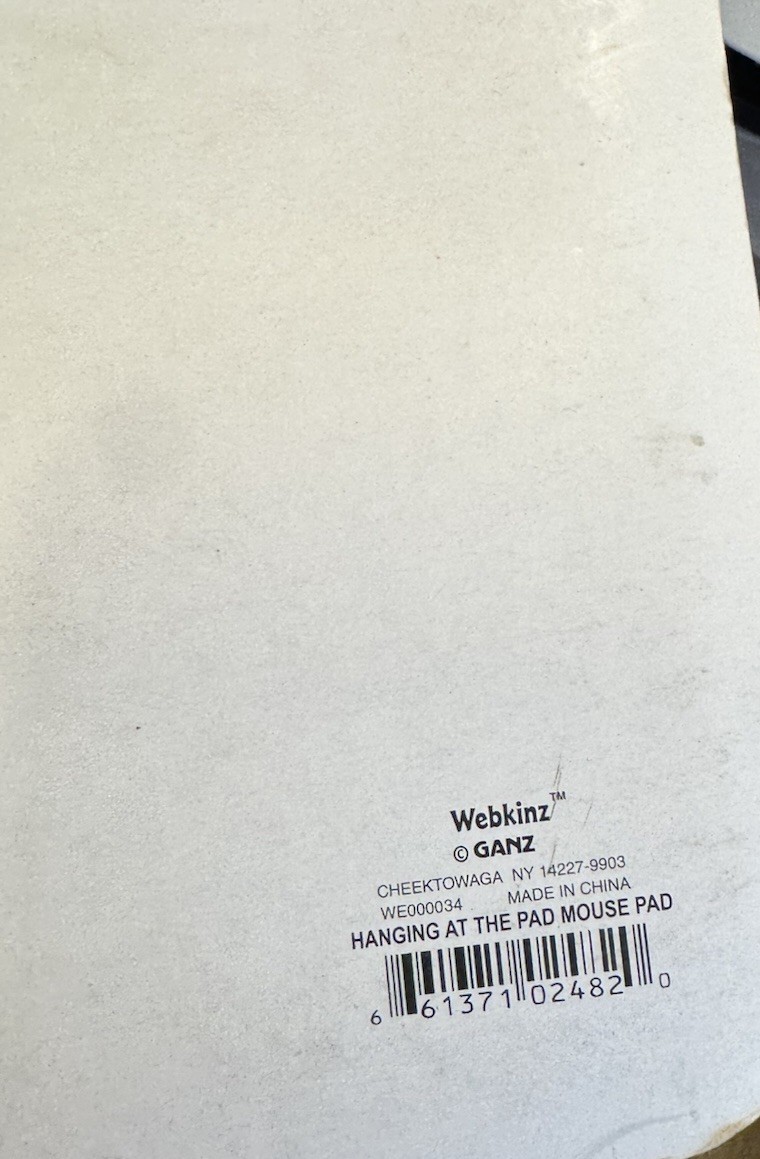 Webkinz™
© GANZ
CHEEKTOWAGA NY 14227-9903
WE000034 MADE IN CHINA
HANGING AT THE PAD MOUSE PAD
6 61371 02482 0